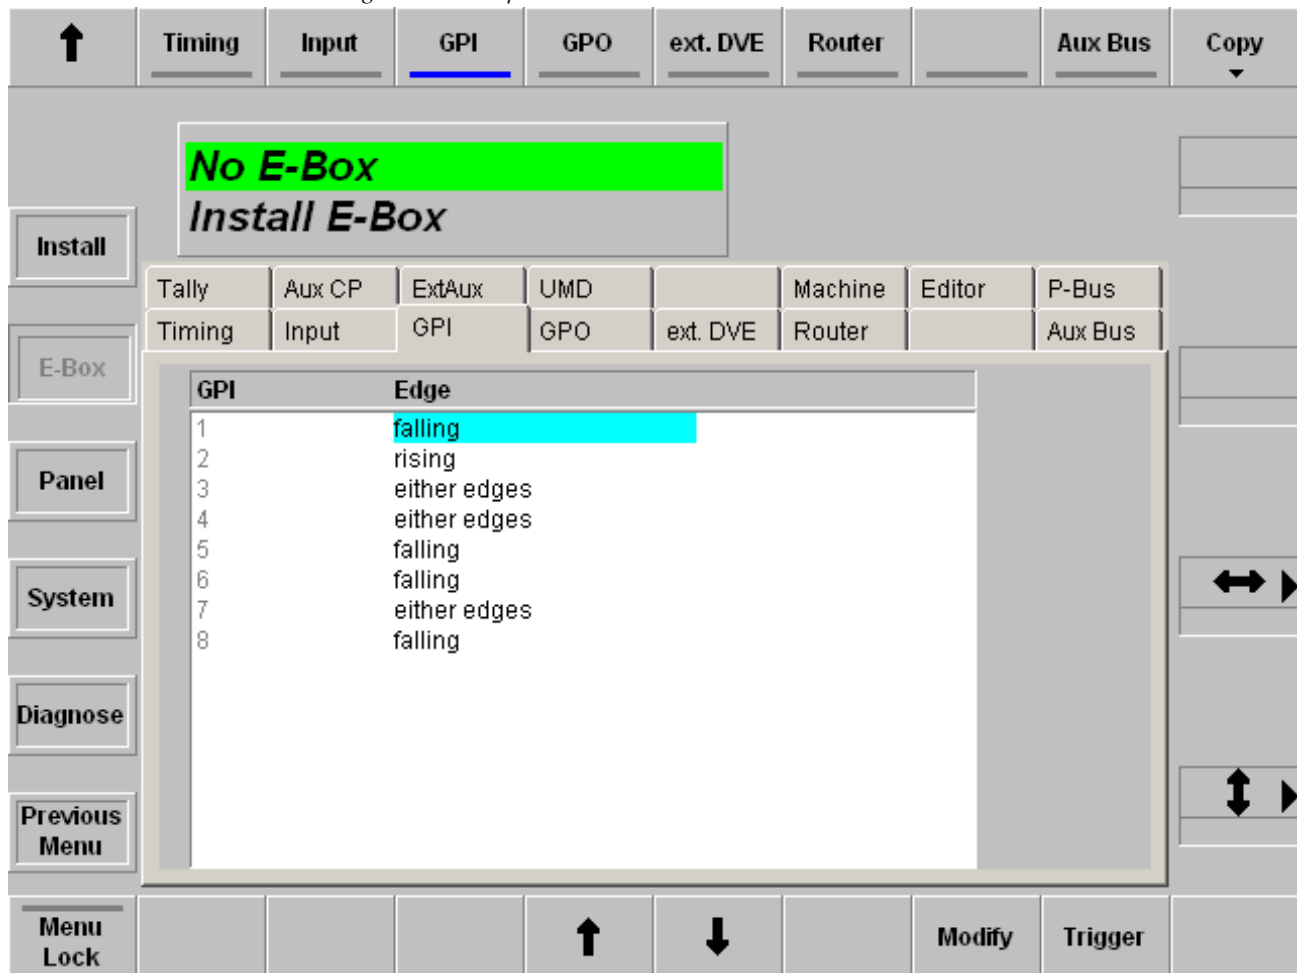 Timing Input GPI GPO ext. DVE Router Aux Bus Copy
No E-Box
Install E-Box
Install
Tally Aux CP ExtAux UMD Machine Editor P-Bus
Timing Input GPI GPO ext. DVE Router Aux Bus
E-Box
GPI Edge
1 falling
2 rising
3 either edges
4 either edges
5 falling
6 falling
7 either edges
8 falling
Panel
System
Diagnose
Previous
Menu
Menu
Lock
Modify Trigger